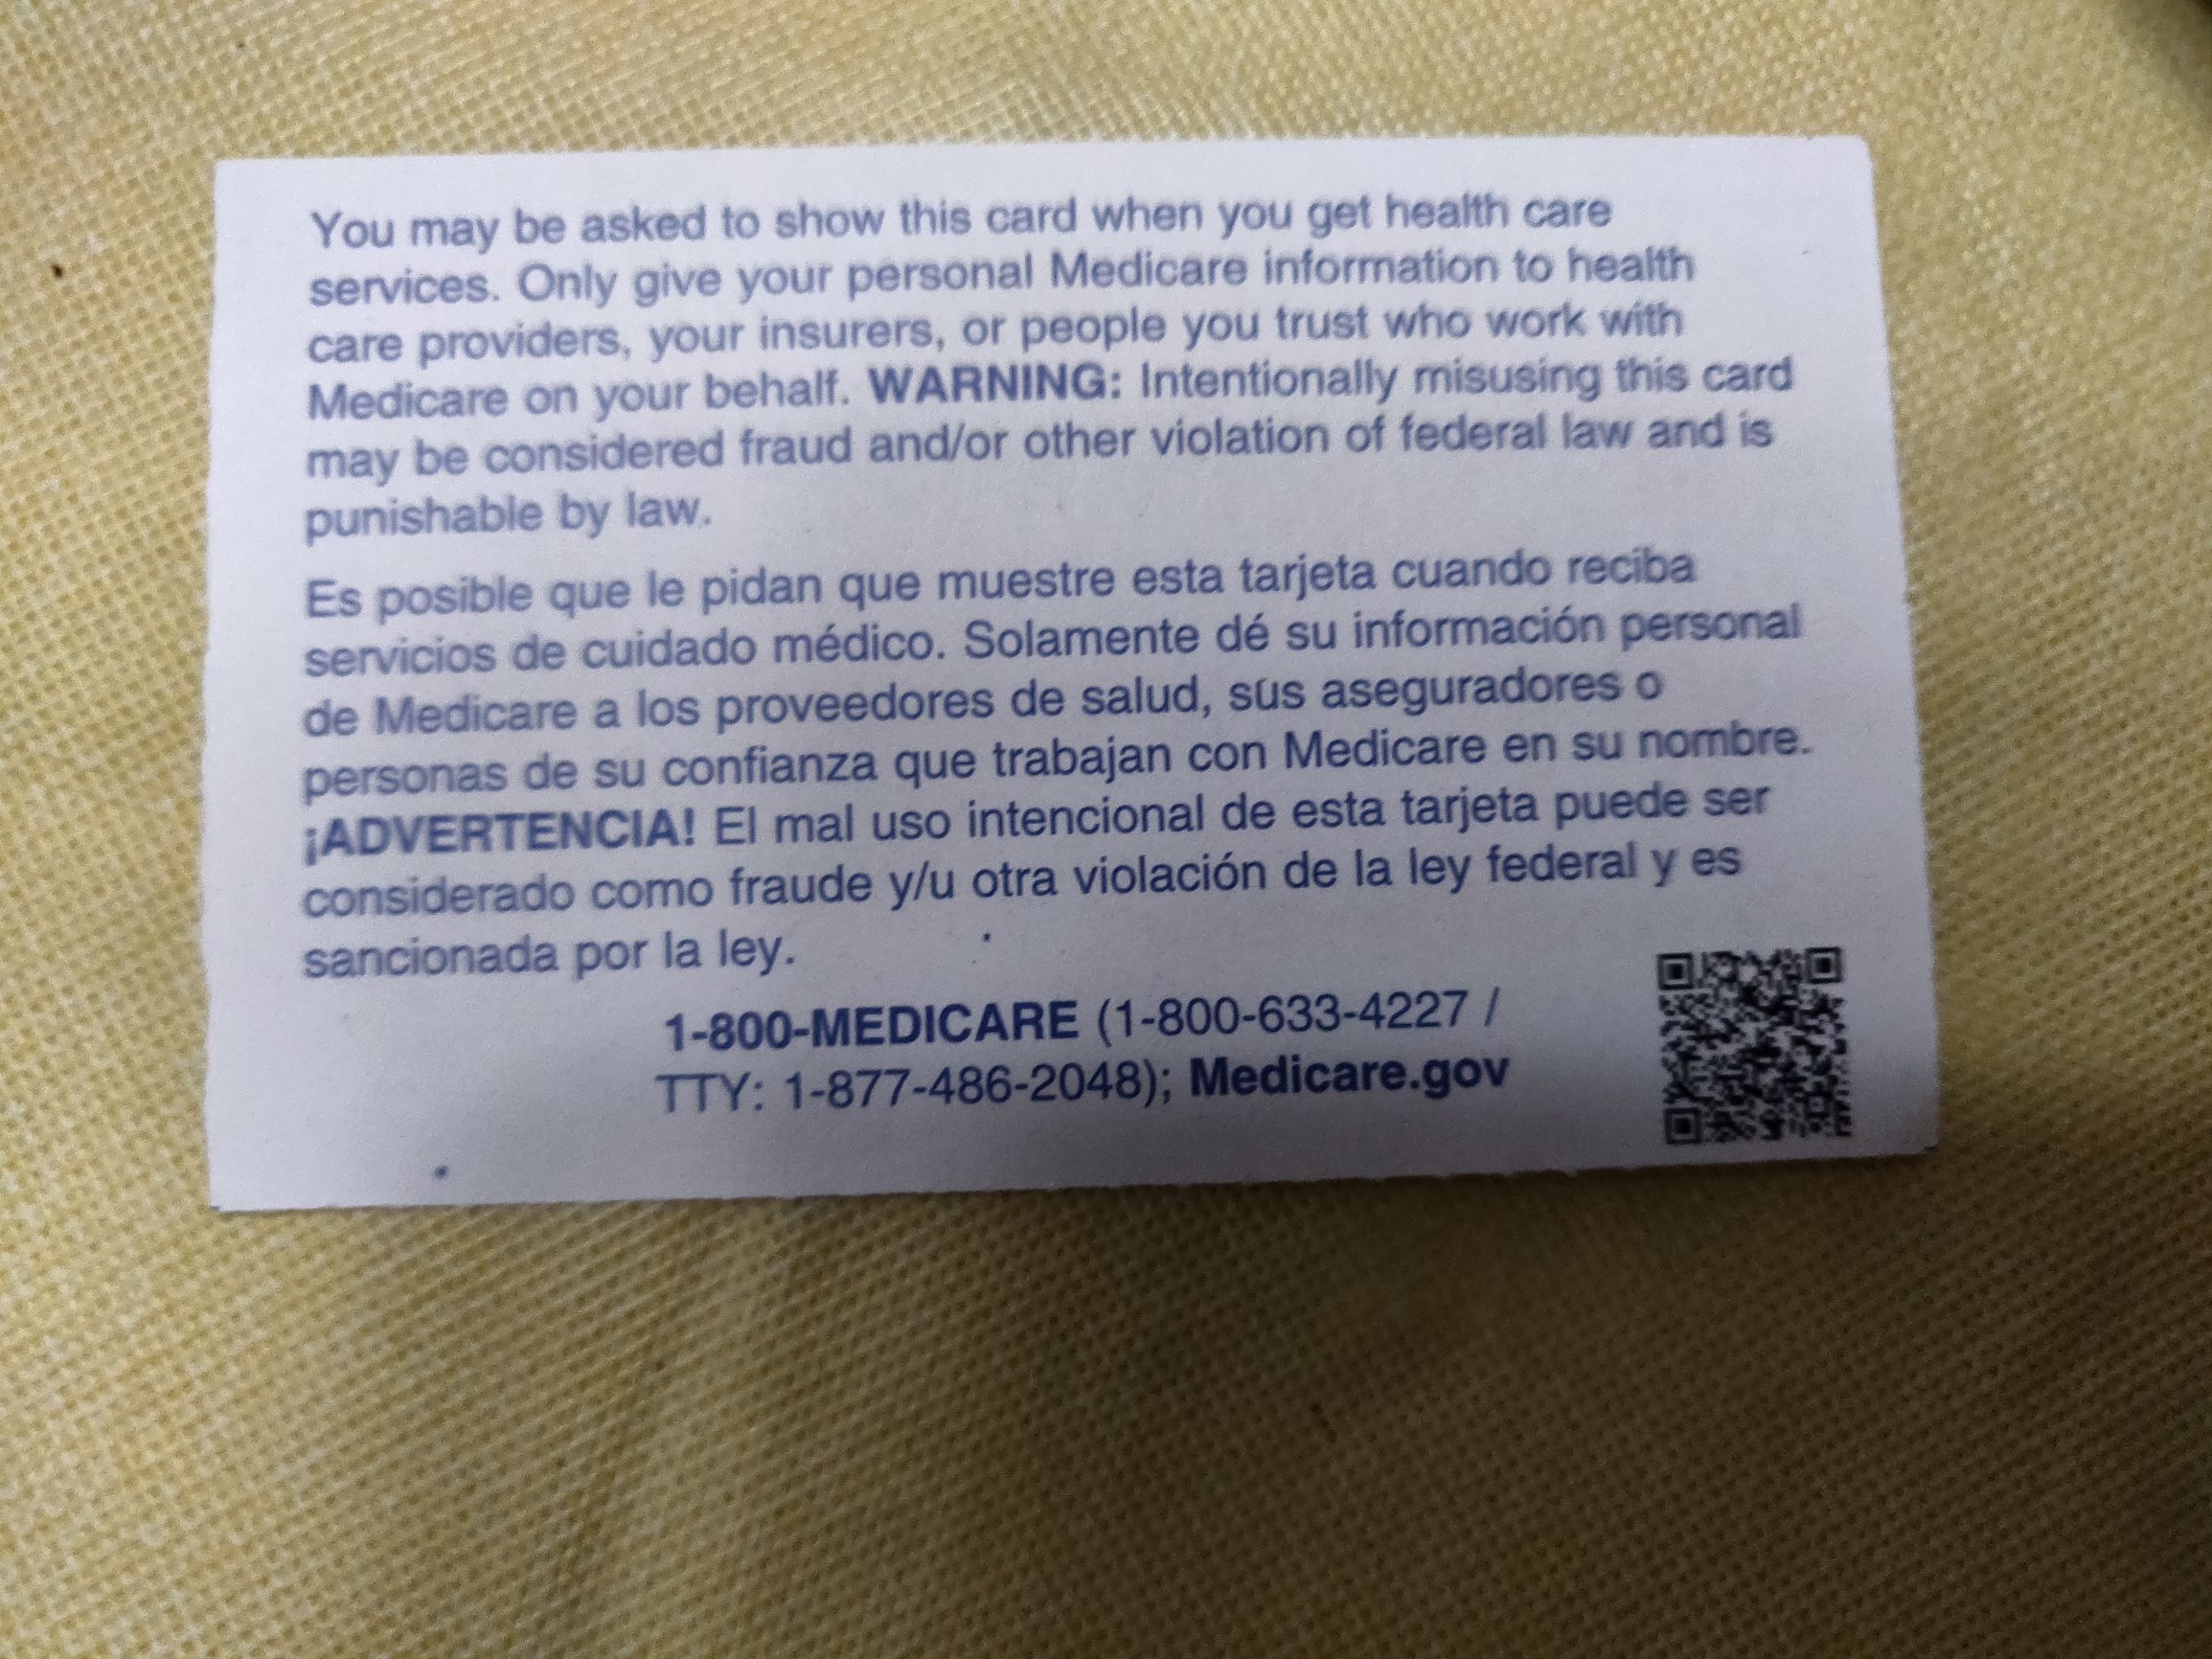 You may be asked to show this card when you get health care
services. Only give your personal Medicare information to health
care providers, your insurers, or people you trust who work with
Medicare on your behalf. WARNING: Intentionally misusing this card
may be considered fraud and/or other violation of federal law and is
punishable by law.
Es posible que le pidan que muestre esta tarjeta cuando reciba
servicios de cuidado médico. Solamente dé su información personal
de Medicare a los proveedores de salud, sus aseguradores o
personas de su confianza que trabajan con Medicare en su nombre.
¡ADVERTENCIA! El mal uso intencional de esta tarjeta puede ser
considerado como fraude y/u otra violación de la ley federal y es
sancionada por la ley.
1-800-MEDICARE (1-800-633-4227 /
TTY: 1-877-486-2048); Medicare.gov